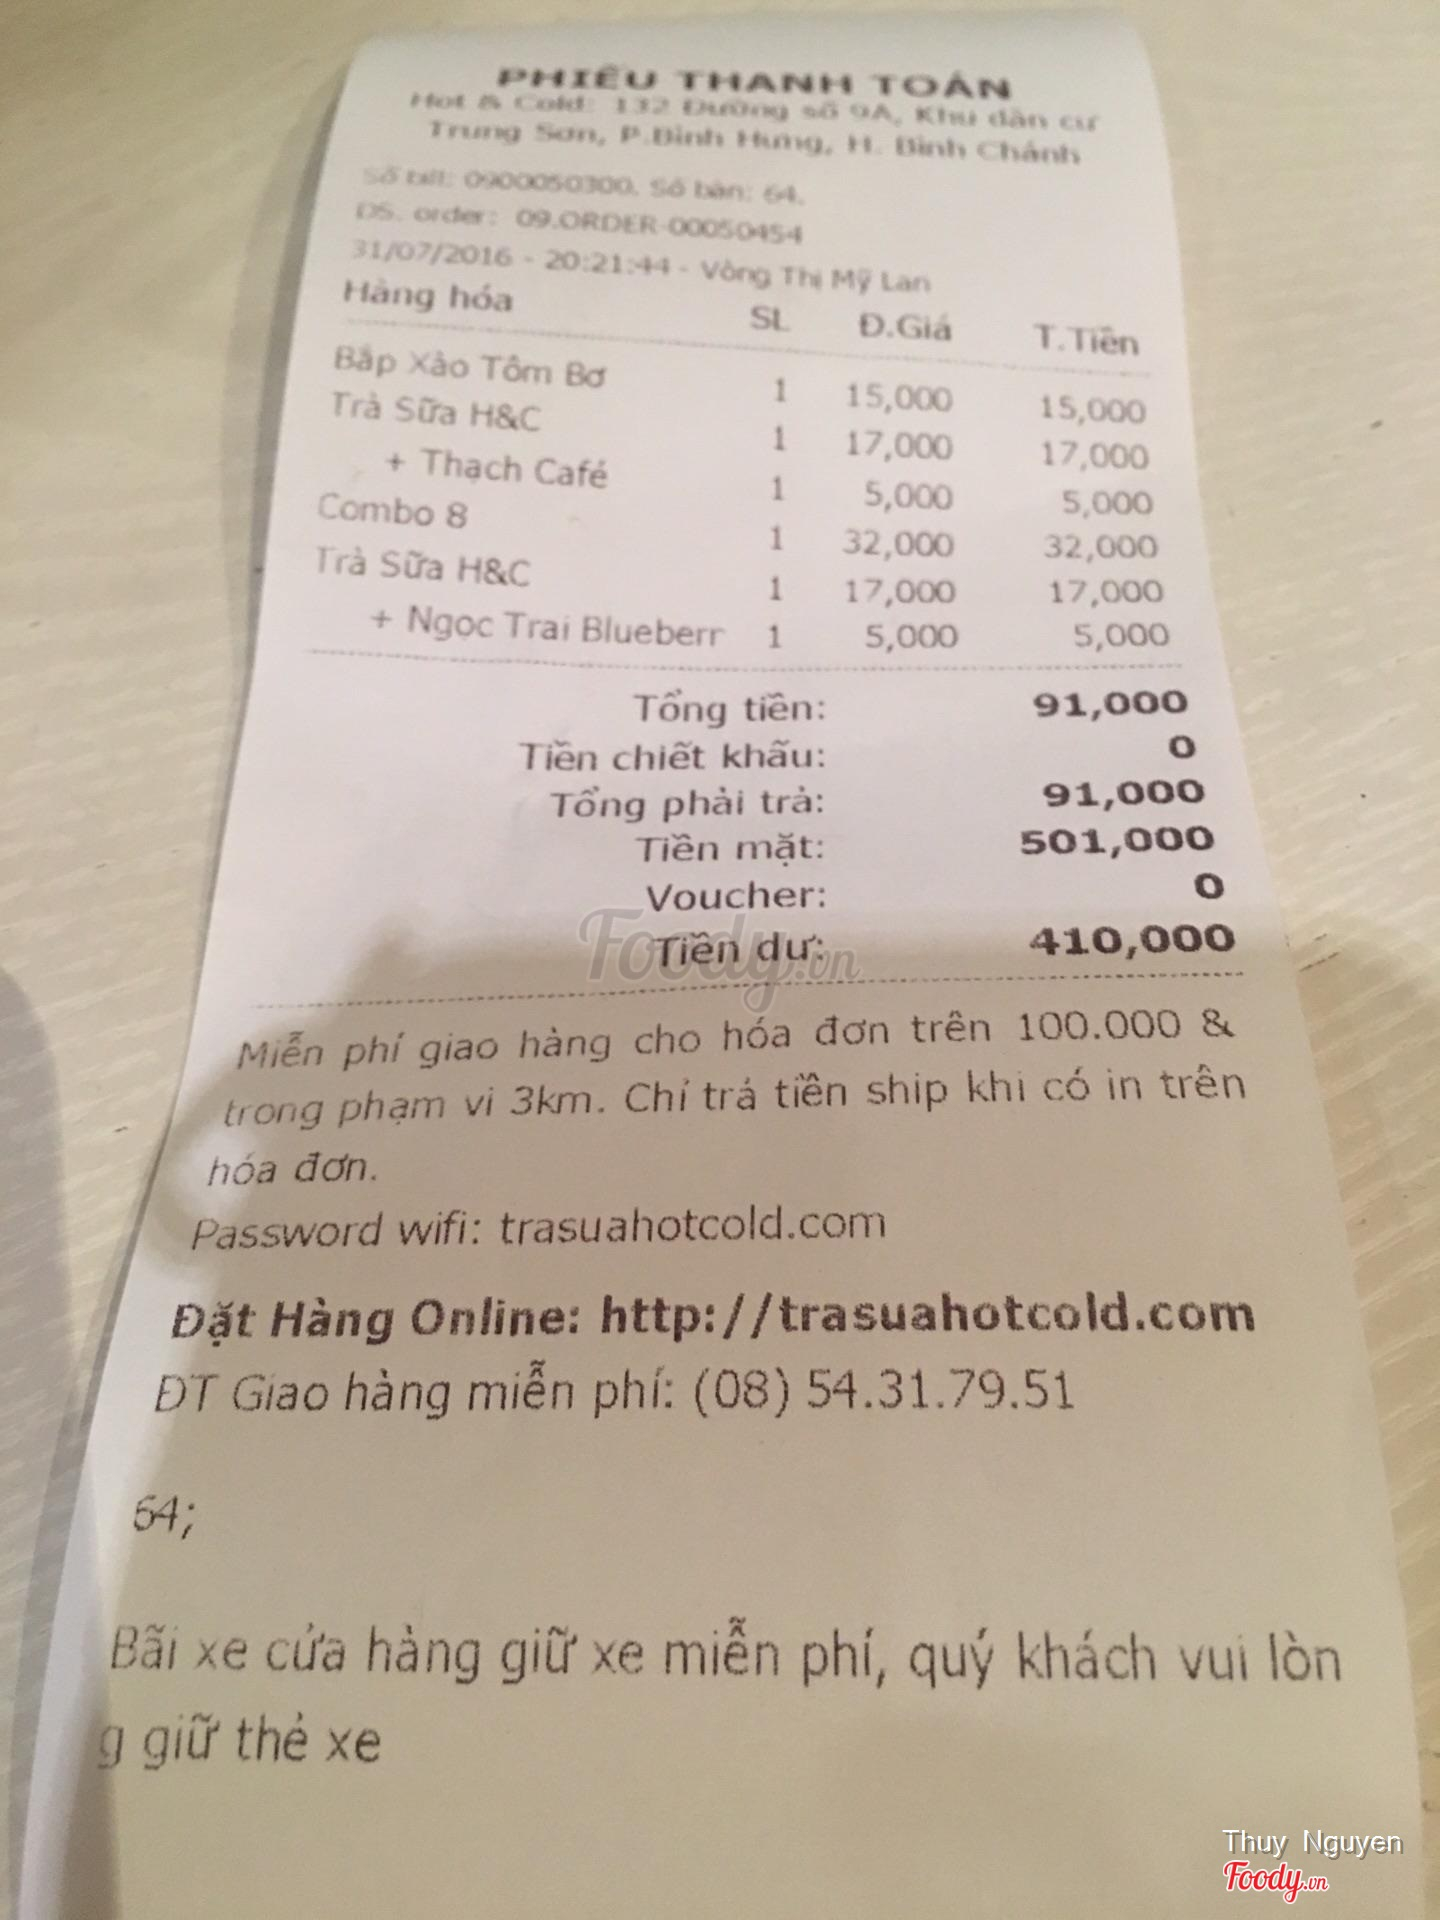 PHIẾU THANH TOÁN
Hot & Cold: 132 Đường số 9A, Khu dân cư
Trung Sơn, P.Bình Hưng, H. Bình Chánh
Số bill: 0900050300. Số bàn: 64.
DS. order: 09.ORDER-00050454
31/07/2016 - 20:21:44 - Vòng Thị Mỹ Lan
Hàng hóa SL Đ.Giá T.Tiền
Bắp Xào Tôm Bơ 1 15,000 15,000
Trà Sữa H&C 1 17,000 17,000
+ Thạch Café 1 5,000 5,000
Combo 8 1 32,000 32,000
Trà Sữa H&C 1 17,000 17,000
+ Ngọc Trai Blueberr 1 5,000 5,000
Tổng tiền: 91,000
Tiền chiết khấu: 0
Tổng phải trả: 91,000
Tiền mặt: 501,000
Voucher: 0
Tiền dư: 410,000
Foody.vn
Miễn phí giao hàng cho hóa đơn trên 100.000 &
trong phạm vi 3km. Chỉ trả tiền ship khi có in trên
hóa đơn.
Password wifi: trasuahotcold.com
Đặt Hàng Online: http://trasuahotcold.com
ĐT Giao hàng miễn phí: (08) 54.31.79.51
64;
Bãi xe cửa hàng giữ xe miễn phí, quý khách vui lòn
g giữ thẻ xe
Thuy Nguyen
Foody.vn